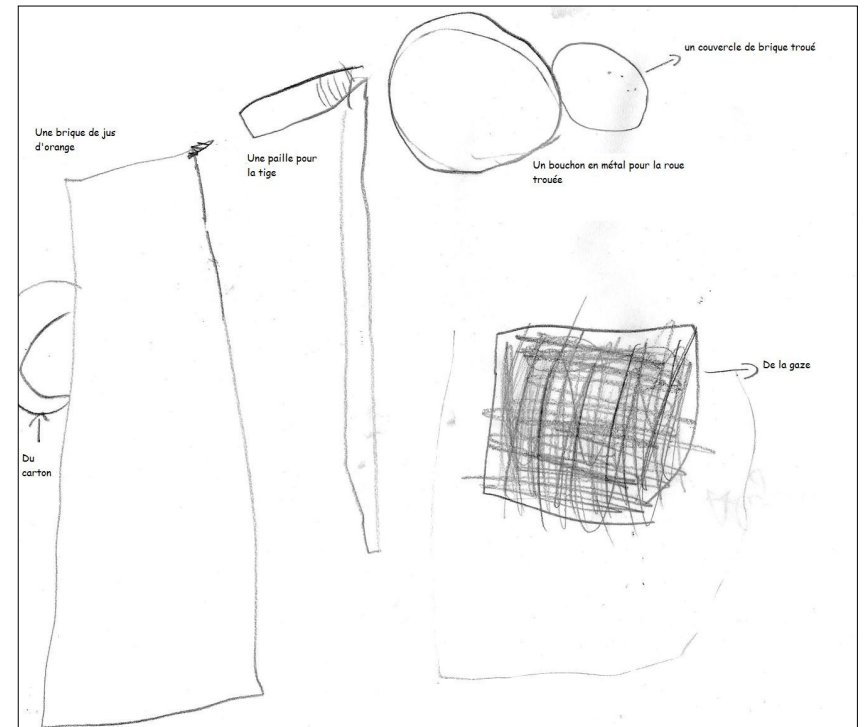 un couvercle de brique troué
Une brique de jus
d'orange
Une paille pour
la tige
Un bouchon en métal pour la roue
trouée
De la gaze
Du
carton